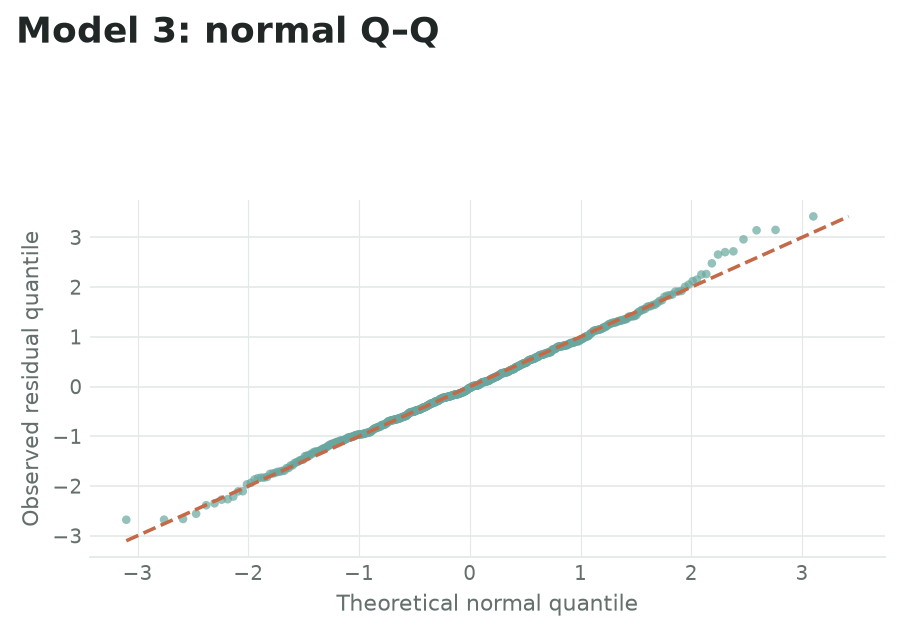 Model 3: normal Q–Q
3
2
1
0
−1
−2
−3
Observed residual quantile
−3 −2 −1 0 1 2 3
Theoretical normal quantile